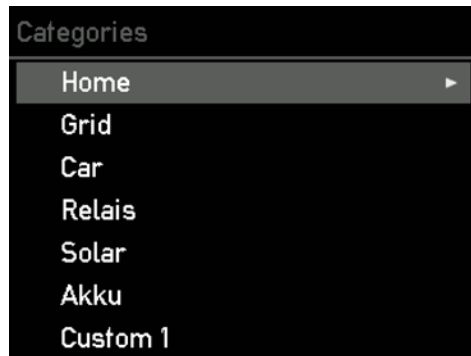 Categories
Home
Grid
Car
Relais
Solar
Akku
Custom 1